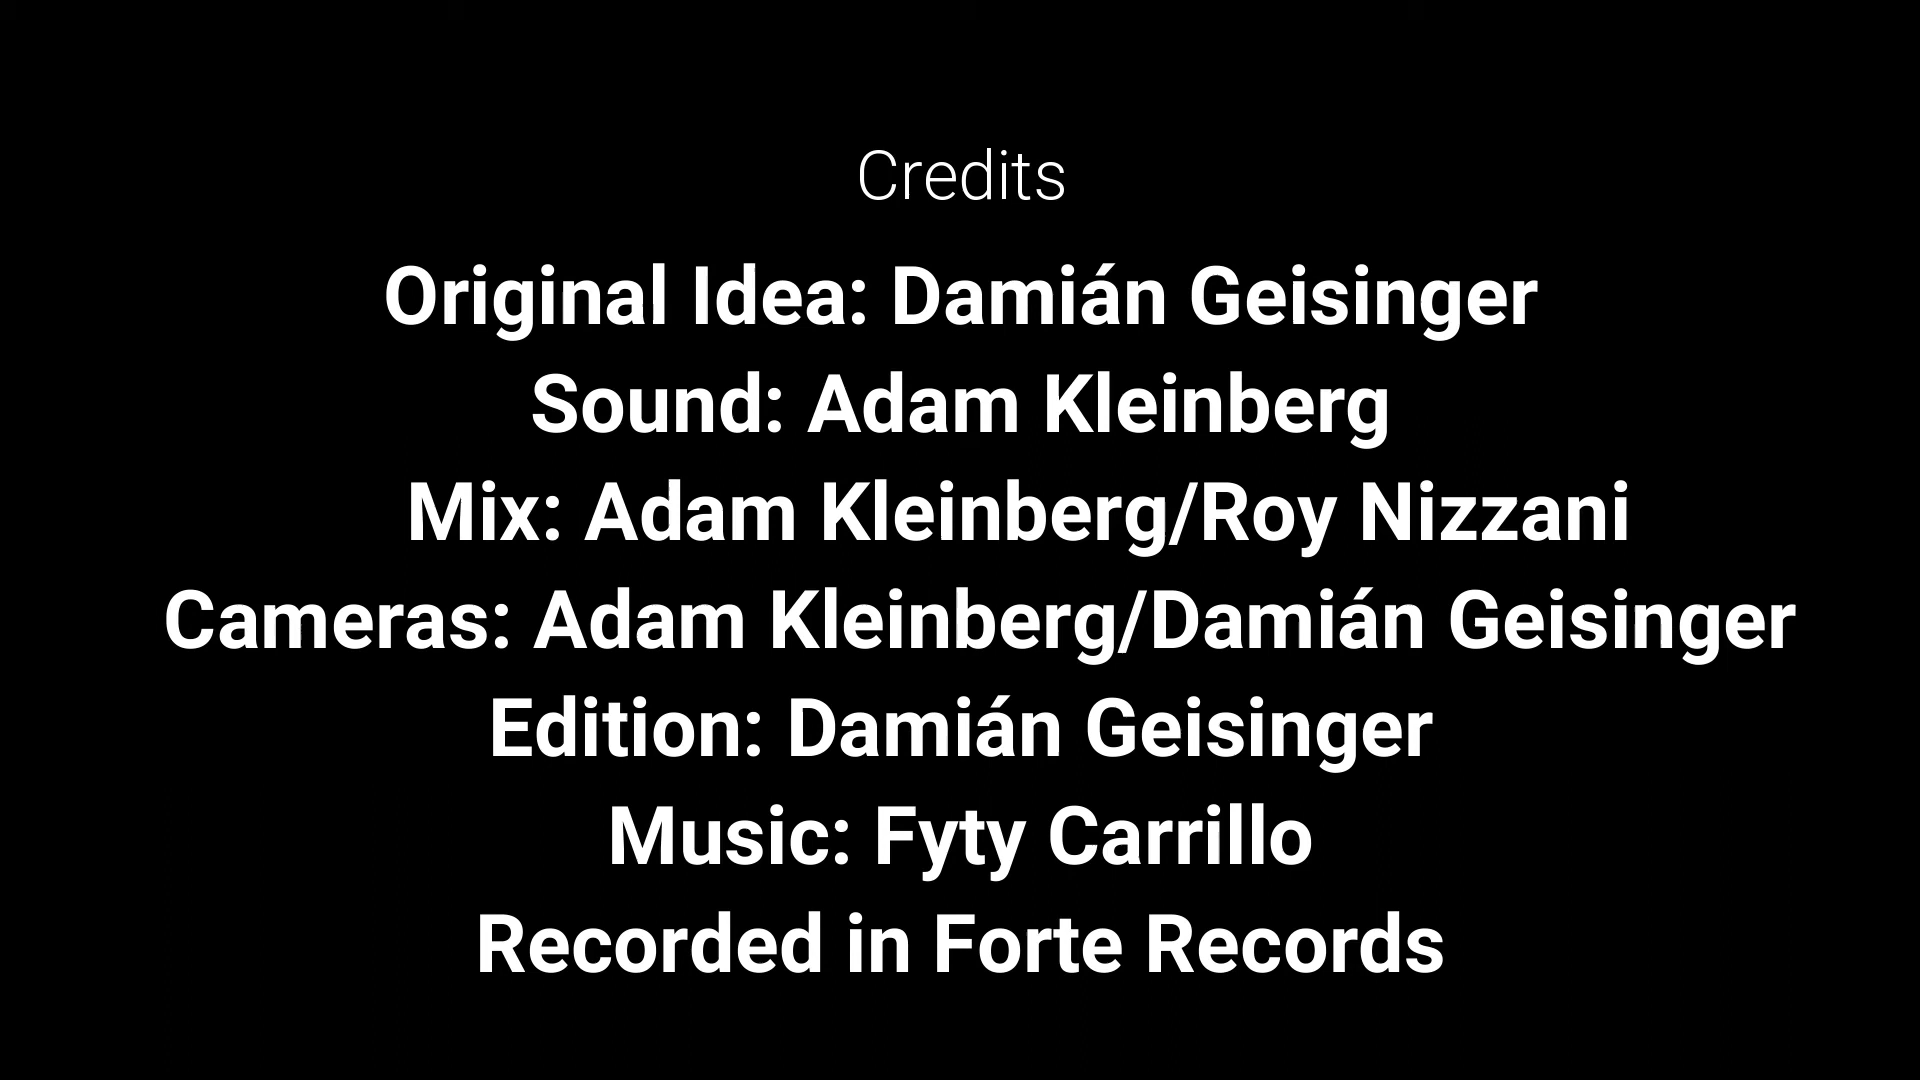 Credits
Original Idea: Damián Geisinger
Sound: Adam Kleinberg
Mix: Adam Kleinberg/Roy Nizzani
Cameras: Adam Kleinberg/Damián Geisinger
Edition: Damián Geisinger
Music: Fyty Carrillo
Recorded in Forte Records